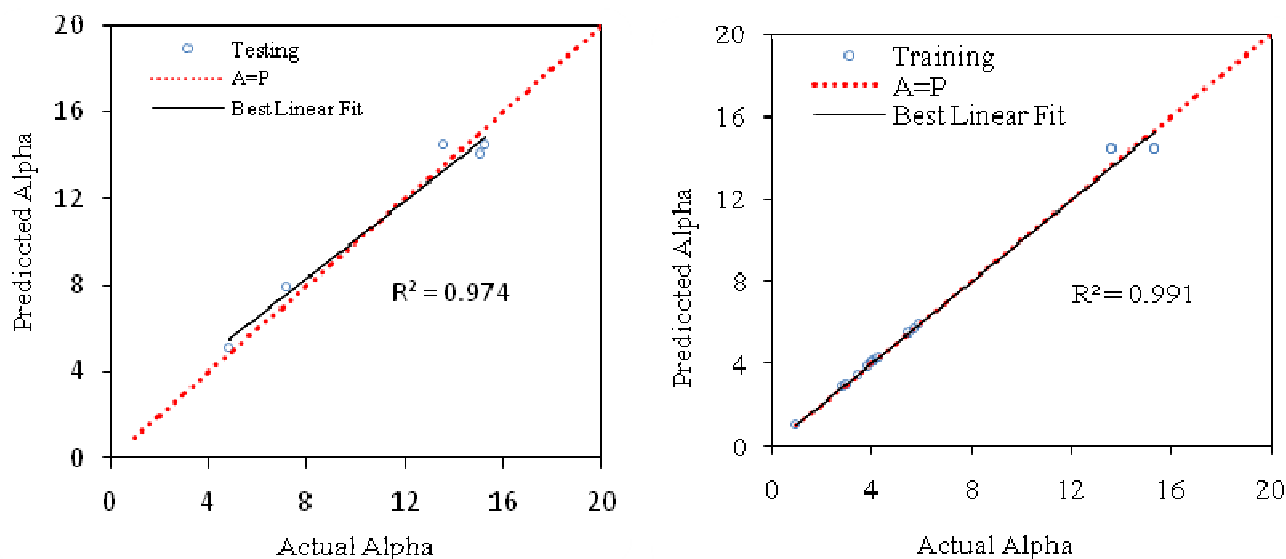 20
16
12
8
4
0
Prediccted Alpha
Testing
A=P
Best Linear Fit
R² = 0.974
0 4 8 12 16 20
Actual Alpha
20
16
12
8
4
0
Predicted Alpha
Training
A=P
Best Linear Fit
R² = 0.991
0 4 8 12 16 20
Actual Alpha